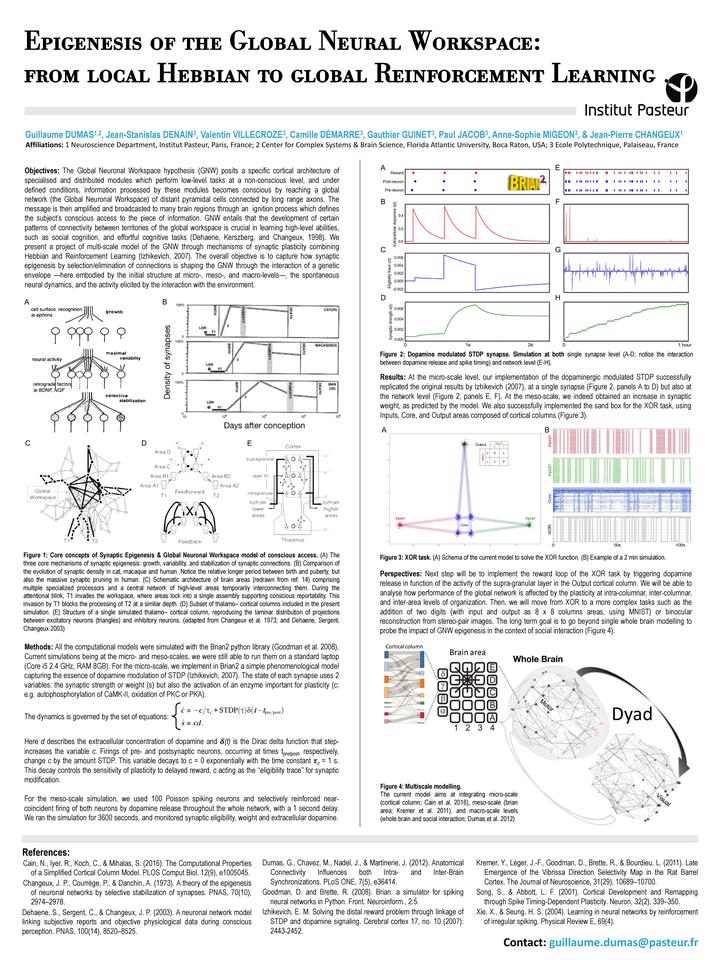 Epigenesis of the Global Neural Workspace:
from local Hebbian to global Reinforcement Learning
Institut Pasteur
Guillaume DUMAS1,2, Jean-Stanislas DENAIN3, Valentin VILLECROZE3, Camille DÉMARRE3, Gauthier GUINET3, Paul JACOB3, Anne-Sophie MIGEON3, & Jean-Pierre CHANGEUX1
Affiliations: 1 Neuroscience Department, Institut Pasteur, Paris, France; 2 Center for Complex Systems & Brain Science, Florida Atlantic University, Boca Raton, USA; 3 Ecole Polytechnique, Palaiseau, France
Objectives: The Global Neuronal Workspace hypothesis (GNW) posits a specific cortical architecture of
specialised and distributed modules which perform low-level tasks at a non-conscious level, and under
defined conditions, information processed by these modules becomes conscious by reaching a global
network (the Global Neural Workspace) of distant pyramidal cells connected by long range axons. The
message is then amplified and broadcasted to many brain regions through an ignition process which defines
the subject's conscious access to the piece of information. GNW entails that the development of certain
patterns of connectivity between territories of the global workspace is crucial in learning high-level abilities,
such as social cognition, and effortful cognitive tasks (Dehaene, Kerszberg, and Changeux, 1998). We
present a project of multi-scale model of the GNW through mechanisms of synaptic plasticity combining
Hebbian and Reinforcement Learning (Izhikevich, 2007). The overall objective is to capture how synaptic
epigenesis by selection/elimination of connections is shaping the GNW through the interaction of a genetic
envelope —here embodied by the initial structure at micro-, meso-, and macro-levels—, the spontaneous
neural dynamics, and the activity elicited by the interaction with the environment.
A
cell surface recognition
ie ephrins
growth
neural activity
maximal
variability
retrograde factors
ie BDNF, NGF
selective
stabilization
B
Density of synapses
CAT(V1)
MACAQUE(V1)
MAN
Days after conception
C
Global
Workspace
T1
T2
D
Area D
Area C
Area B1
Area B2
Area A1
Area A2
T1
Feedforward
T2
Feedback
E
Cortex
supragranular
layer IV
infragranular
to/from
lower
areas
to/from
higher
areas
Thalamus
Figure 1: Core concepts of Synaptic Epigenesis & Global Neuronal Workspace model of conscious access. (A) The
three core mechanisms of synaptic epigenesis: growth, variability, and stabilization of synaptic connections. (B) Comparison of
the evolution of synaptic density in cat, macaque and human. Notice the relative longer period between birth and puberty, but
also the massive synaptic pruning in human. (C) Schematic architecture of brain areas (redrawn from ref. 14) comprising
multiple specialized processors and a central network of high-level areas temporarily interconnecting them. During the
attentional blink, T1 invades the workspace, where areas lock into a single assembly supporting conscious reportability. This
invasion by T1 blocks the processing of T2 at a similar depth. (D) Subset of thalamo– cortical columns included in the present
simulation. (E) Structure of a single simulated thalamo– cortical column, reproducing the laminar distribution of projections
between excitatory neurons (triangles) and inhibitory neurons (circles). (adapted from Changeux et al. 1973; and Dehaene, Sergent,
Changeux 2003)
Methods: All the computational models were simulated with the Brian2 python library (Goodman et al. 2008).
Current simulations being at the micro- and meso-scales, we were still able to run them on a standard laptop
(Core i5 2.4 GHz, RAM 8GB). For the micro-scale, we implement in Brian2 a simple phenomenological model
capturing the essence of dopamine modulation of STDP (Izhikevich, 2007). The state of each synapse uses 2
variables: the synaptic strength or weight (s) but also the activation of an enzyme important for plasticity (c;
e.g. autophosphorylation of CaMK-II, oxidation of PKC or PKA).
The dynamics is governed by the set of equations: { ċ = −c/τc + STDP(τ)δ(t − tpre/post)
ṡ = cd.
Here d describes the extracellular concentration of dopamine and δ(t) is the Dirac delta function that step-
increases the variable c. Firings of pre- and postsynaptic neurons, occurring at times tpre/post respectively,
change c by the amount STDP. This variable decays to c = 0 exponentially with the time constant τc = 1 s.
This decay controls the sensitivity of plasticity to delayed reward, c acting as the "eligibility trace" for synaptic
modification.
For the meso-scale simulation, we used 100 Poisson spiking neurons and selectively reinforced near-
coincident firing of both neurons by dopamine release throughout the whole network, with a 1 second delay.
We ran the simulation for 3600 seconds, and monitored synaptic eligibility, weight and extracellular dopamine.
A
Reward
Post-neuron
Pre-neuron
BRIAN2
B
Extracellular dopamine d(t)
C
Eligibility trace c(t)
D
Synaptic strength s(t)
0
1s
2s
E
F
G
H
1 hour
Figure 2: Dopamine modulated STDP synapse. Simulation at both single synapse level (A-D; notice the interaction
between dopamine release and spike timing) and network level (E-H).
Results: At the micro-scale level, our implementation of the dopaminergic modulated STDP successfully
replicated the original results by Izhikevich (2007), at a single synapse (Figure 2, panels A to D) but also at
the network level (Figure 2, panels E, F). At the meso-scale, we indeed obtained an increase in synaptic
weight, as predicted by the model. We also successfully implemented the sand box for the XOR task, using
Inputs, Core, and Output areas composed of cortical columns (Figure 3).
A
Output
Input1
Core
Input2
B
Input1
Input2
Core
XOR
0
50s
100s
Figure 3: XOR task. (A) Schema of the current model to solve the XOR function. (B) Example of a 2 min simulation.
Perspectives: Next step will be to implement the reward loop of the XOR task by triggering dopamine
release in function of the activity of the supra-granular layer in the Output cortical column. We will be able to
analyse how performance of the global network is affected by the plasticity at intra-columnar, inter-columnar,
and inter-area levels of organization. Then, we will move from XOR to a more complex tasks such as the
addition of two digits (with input and output as 8 x 8 columns areas, using MNIST) or binocular
reconstruction from stereo-pair images. The long term goal is to go beyond single whole brain modelling to
probe the impact of GNW epigenesis in the context of social interaction (Figure 4).
Cortical column
Brain area
Whole Brain
Dyad
δ
γ
β
α
E
D
C
B
A
1 2 3 4
Motor
Visual
Figure 4: Multiscale modelling.
The current model aims at integrating micro-scale
(cortical column; Cain et al. 2016), meso-scale (brian
area; Kremer et al. 2011), and macro-scale levels
(whole brain and social interaction; Dumas et al. 2012)
References:
Cain, N., Iyer, R., Koch, C., & Mihalas, S. (2016). The Computational Properties
of a Simplified Cortical Column Model. PLOS Comput Biol, 12(9), e1005045.
Changeux, J. P., Courrège, P., & Danchin, A. (1973). A theory of the epigenesis
of neuronal networks by selective stabilization of synapses. PNAS, 70(10),
2974–2978.
Dehaene, S., Sergent, C., & Changeux, J. P. (2003). A neuronal network model
linking subjective reports and objective physiological data during conscious
perception. PNAS, 100(14), 8520–8525.
Dumas, G., Chavez, M., Nadel, J., & Martinerie, J. (2012). Anatomical
Connectivity Influences both Intra- and Inter-Brain
Synchronizations. PLoS ONE, 7(5), e36414.
Goodman, D. and Brette, R. (2008). Brian: a simulator for spiking
neural networks in Python. Front. Neuroinform., 2:5.
Izhikevich, E. M. Solving the distal reward problem through linkage of
STDP and dopamine signaling. Cerebral cortex 17, no. 10 (2007):
2443-2452.
Kremer, Y., Léger, J.-F., Goodman, D., Brette, R., & Bourdieu, L. (2011). Late
Emergence of the Vibrissa Direction Selectivity Map in the Rat Barrel
Cortex. The Journal of Neuroscience, 31(29), 10689–10700.
Song, S., & Abbott, L. F. (2001). Cortical Development and Remapping
through Spike Timing-Dependent Plasticity. Neuron, 32(2), 339–350.
Xie, X., & Seung, H. S. (2004). Learning in neural networks by reinforcement
of irregular spiking. Physical Review E, 69(4).
Contact: guillaume.dumas@pasteur.fr